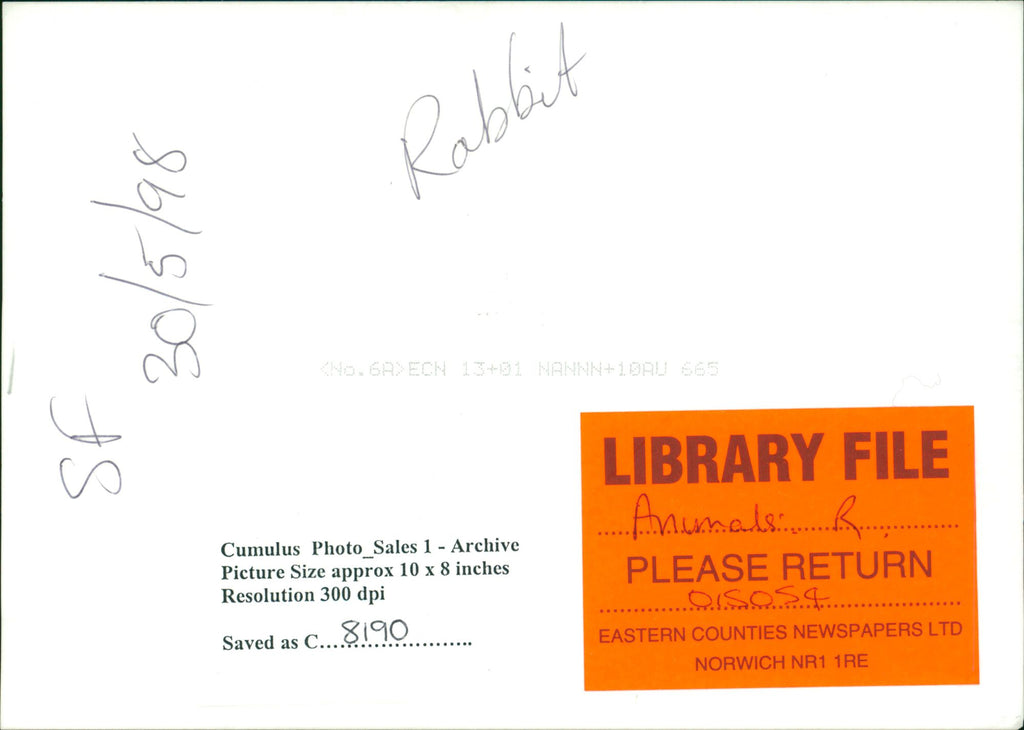 Rabbit
SF 30/5/98
<No.6A>ECN 13+01 NANNN+10AU 665
LIBRARY FILE
Animals. R
PLEASE RETURN
015054
EASTERN COUNTIES NEWSPAPERS LTD
NORWICH NR1 1RE
Cumulus Photo_Sales 1 - Archive
Picture Size approx 10 x 8 inches
Resolution 300 dpi
Saved as C....8190............